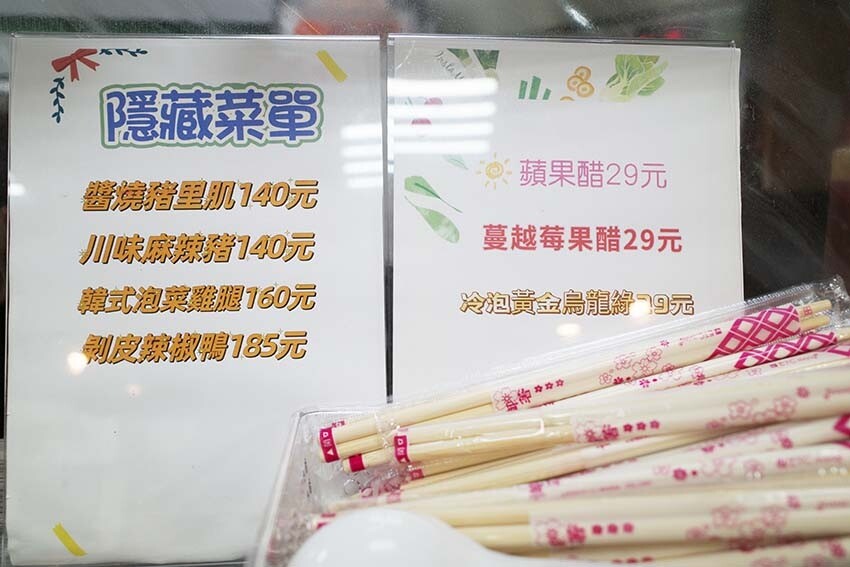 隱藏菜單
醬燒豬里肌140元
川味麻辣豬140元
韓式泡菜雞腿160元
剝皮辣椒鴨185元
蘋果醋29元
蔓越莓果醋29元
冷泡黃金烏龍綠29元